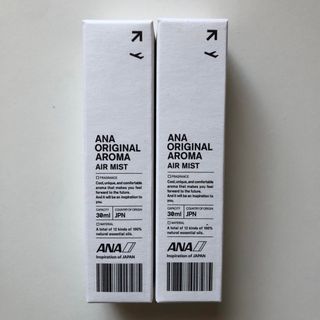 ANA
ORIGINAL
AROMA
AIR MIST
FRAGRANCE
Cool, unique, and comfortable
aroma that makes you feel
forward to the future.
And it will be an inspiration to
you.
CAPACITY
COUNTRY OF ORIGIN
30ml
JPN
MATERIAL
A total of 12 kinds of 100%
natural essential oils.
ANA
Inspiration of JAPAN
ANA
ORIGINAL
AROMA
AIR MIST
FRAGRANCE
Cool, unique, and comfortable
aroma that makes you feel
forward to the future.
And it will be an inspiration to
you.
CAPACITY
COUNTRY OF ORIGIN
30ml
JPN
MATERIAL
A total of 12 kinds of 100%
natural essential oils.
ANA
Inspiration of JAPAN